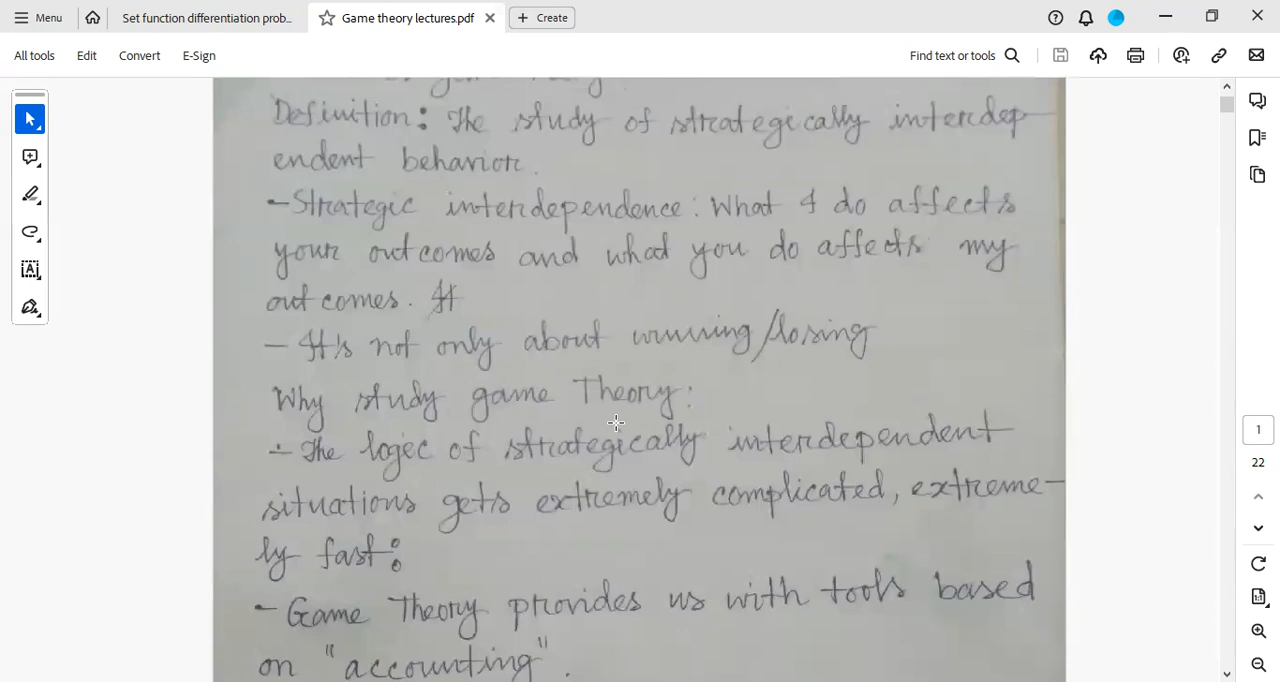 Menu
Set function differentiation prob...
Game theory lectures.pdf
Create
All tools Edit Convert E-Sign
Find text or tools
Definition: The study of strategically interdep-
endent behavior.
- Strategic interdependence: What I do affects
your outcomes and what you do affects my
outcomes. It
- It's not only about winning/losing
Why study game Theory:
- The logic of strategically interdependent
situations gets extremely complicated, extreme-
ly fast:
- Game Theory provides us with tools based
on "accounting".
1
22